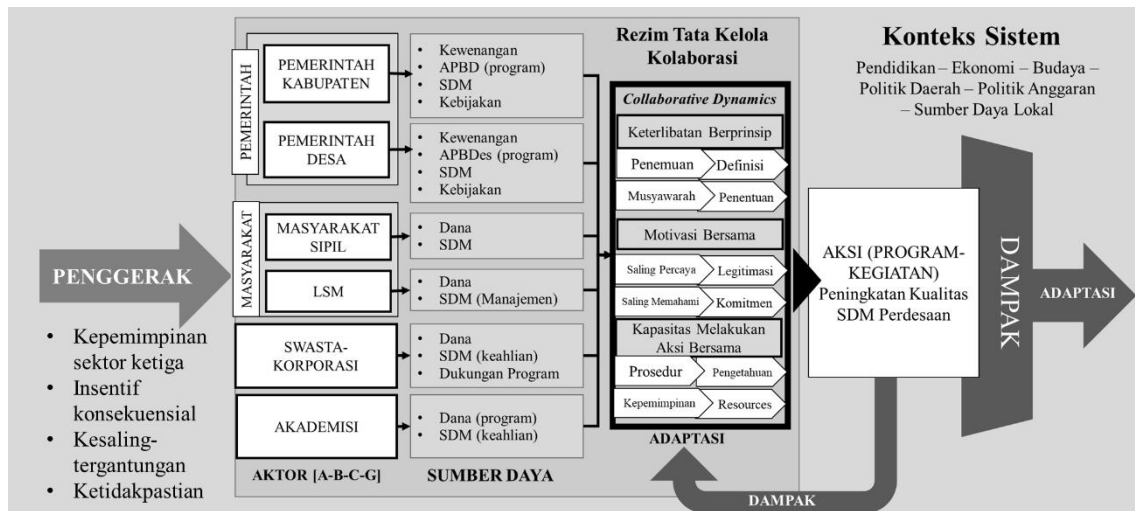 PENGGERAK
• Kepemimpinan
sektor ketiga
• Insentif
konsekuensial
• Kesaling-
tergantungan
• Ketidakpastian
PEMERINTAH
PEMERINTAH
KABUPATEN
• Kewenangan
• APBD (program)
• SDM
• Kebijakan
PEMERINTAH
DESA
• Kewenangan
• APBDes (program)
• SDM
• Kebijakan
MASYARAKAT
MASYARAKAT
SIPIL
• Dana
• SDM
LSM
• Dana
• SDM (Manajemen)
SWASTA-
KORPORASI
• Dana
• SDM (keahlian)
• Dukungan Program
AKADEMISI
• Dana (program)
• SDM (keahlian)
AKTOR [A-B-C-G]
SUMBER DAYA
Rezim Tata Kelola
Kolaborasi
Collaborative Dynamics
Keterlibatan Berprinsip
Penemuan Definisi
Musyawarah Penentuan
Motivasi Bersama
Saling Percaya Legitimasi
Saling Memahami Komitmen
Kapasitas Melakukan
Aksi Bersama
Prosedur Pengetahuan
Kepemimpinan Resources
ADAPTASI
DAMPAK
Konteks Sistem
Pendidikan – Ekonomi – Budaya –
Politik Daerah – Politik Anggaran
– Sumber Daya Lokal
AKSI (PROGRAM-
KEGIATAN)
Peningkatan Kualitas
SDM Perdesaan
DAMPAK
ADAPTASI